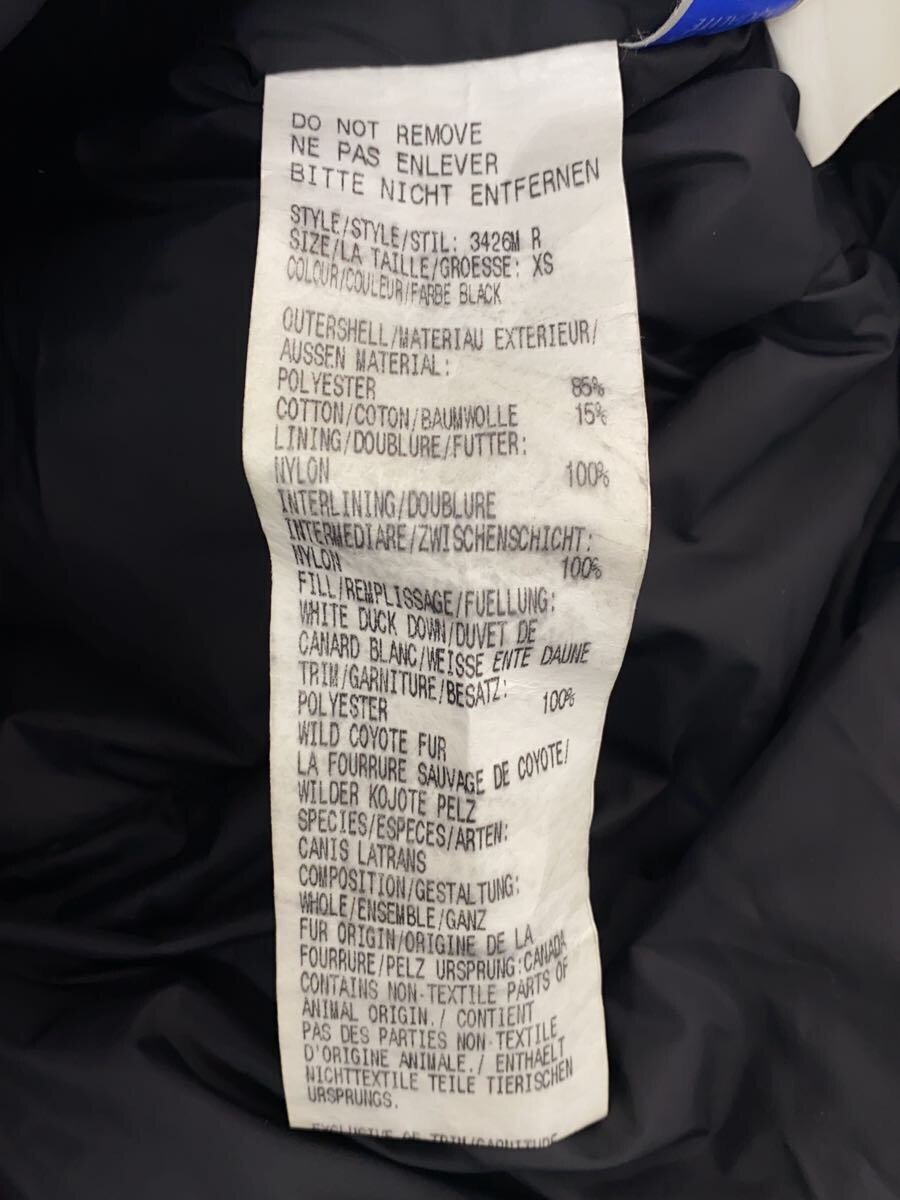 DO NOT REMOVE
NE PAS ENLEVER
BITTE NICHT ENTFERNEN
STYLE/STYLE/STIL: 3426M R
SIZE/LA TAILLE/GROESSE: XS
COLOUR/COULEUR/FARBE BLACK
OUTERSHELL/MATERIAU EXTERIEUR/
AUSSEN MATERIAL:
POLYESTER 85%
COTTON/COTON/BAUMWOLLE 15%
LINING/DOUBLURE/FUTTER:
NYLON 100%
INTERLINING/DOUBLURE
INTERMEDIARE/ZWISCHENSCHICHT:
NYLON 100%
FILL/REMPLISSAGE/FUELLUNG:
WHITE DUCK DOWN/DUVET DE
CANARD BLANC/WEISSE ENTE DAUNE
TRIM/GARNITURE/BESATZ:
POLYESTER 100%
WILD COYOTE FUR
LA FOURRURE SAUVAGE DE COYOTE/
WILDER KOJOTE PELZ
SPECIES/ESPECES/ARTEN:
CANIS LATRANS
COMPOSITION/GESTALTUNG:
WHOLE/ENSEMBLE/GANZ
FUR ORIGIN/ORIGINE DE LA
FOURRURE/PELZ URSPRUNG:CANADA
CONTAINS NON-TEXTILE PARTS OF
ANIMAL ORIGIN./ CONTIENT
PAS DES PARTIES NON-TEXTILE
D'ORIGINE ANIMALE./ ENTHAELT
NICHTTEXTILE TEILE TIERISCHEN
URSPRUNGS.
EXCLUSIVE OF TRIM/GARNITURE